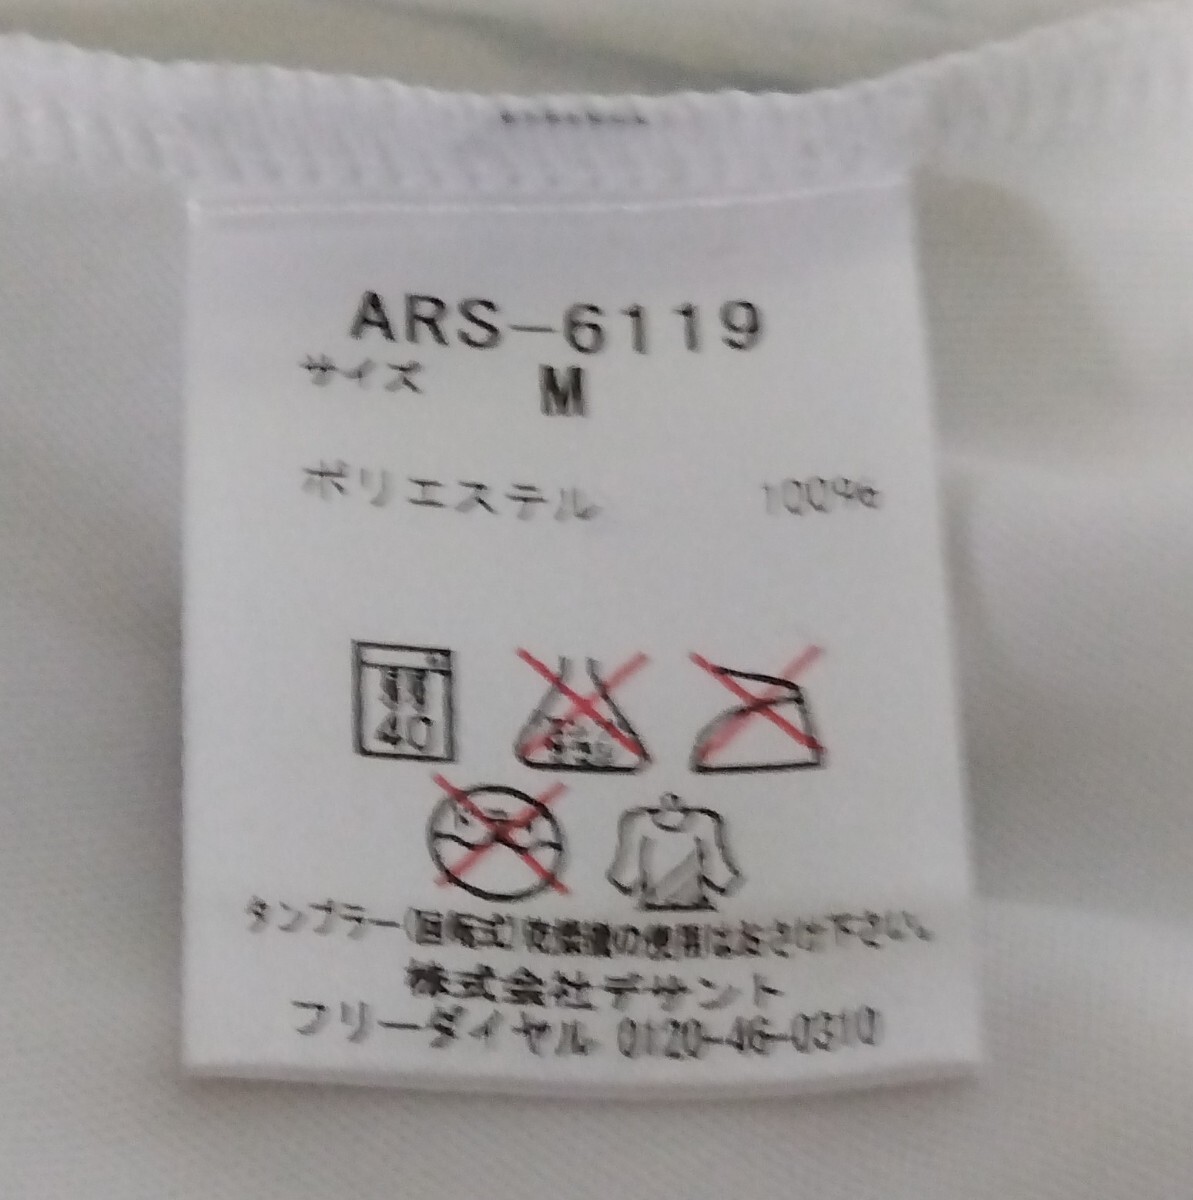 ARS-6119
サイズ M
ポリエステル 100%
40
タンブラー(回転式)乾燥機の使用はおさけ下さい。
株式会社デサント
フリーダイヤル 0120-46-0310